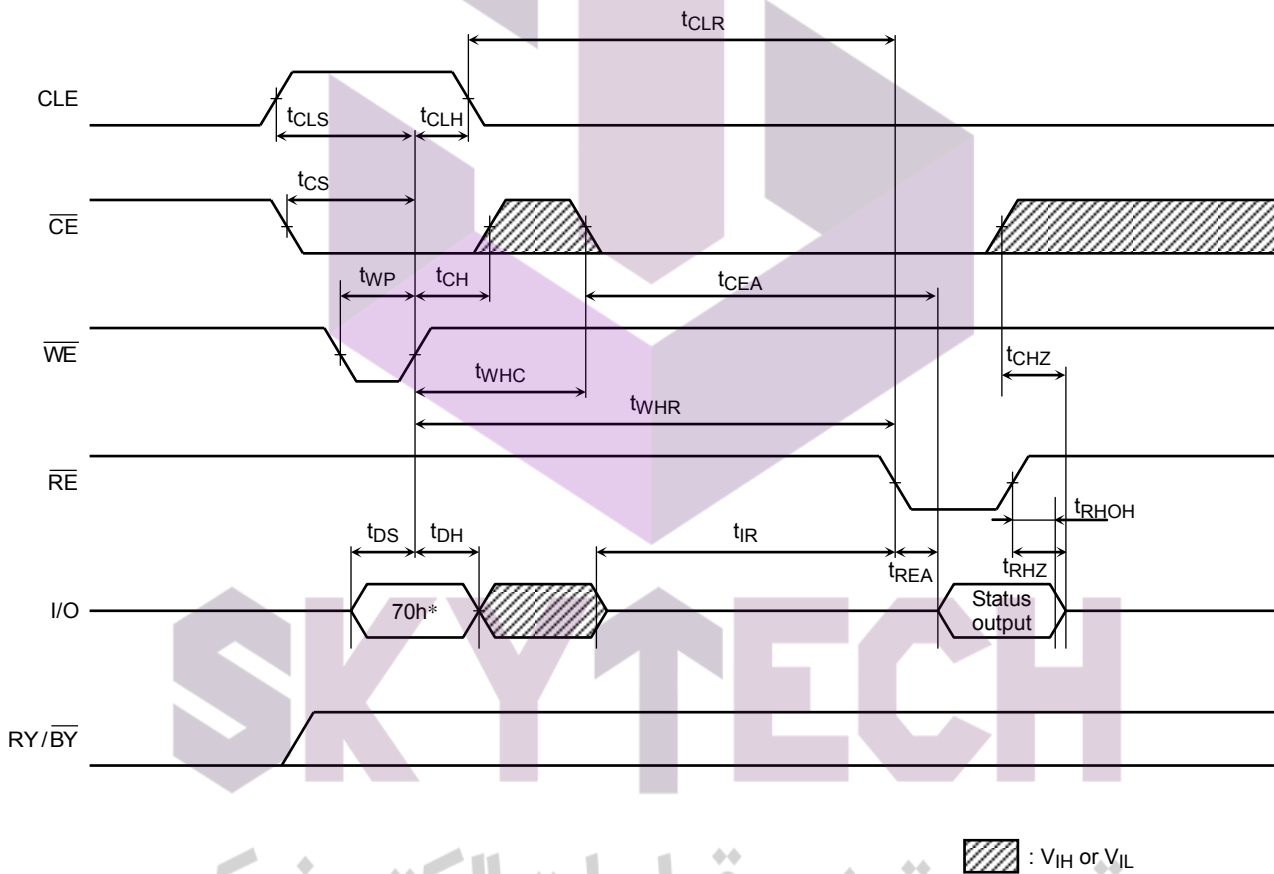 tCLR
CLE
tCLS
tCLH
tCS
CE
tWP
tCH
tCEA
WE
tCHZ
tWHC
tWHR
RE
tRHOH
tDS
tDH
tIR
tREA
tRHZ
I/O
70h*
Status
output
RY/BY
SKYTECH
: VIH or VIL